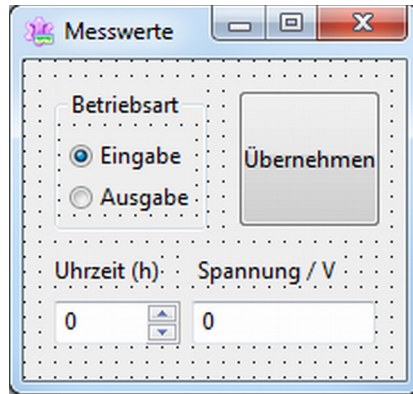 Messwerte
Betriebsart
Eingabe
Übernehmen
Ausgabe
Uhrzeit (h) Spannung / V
0 0